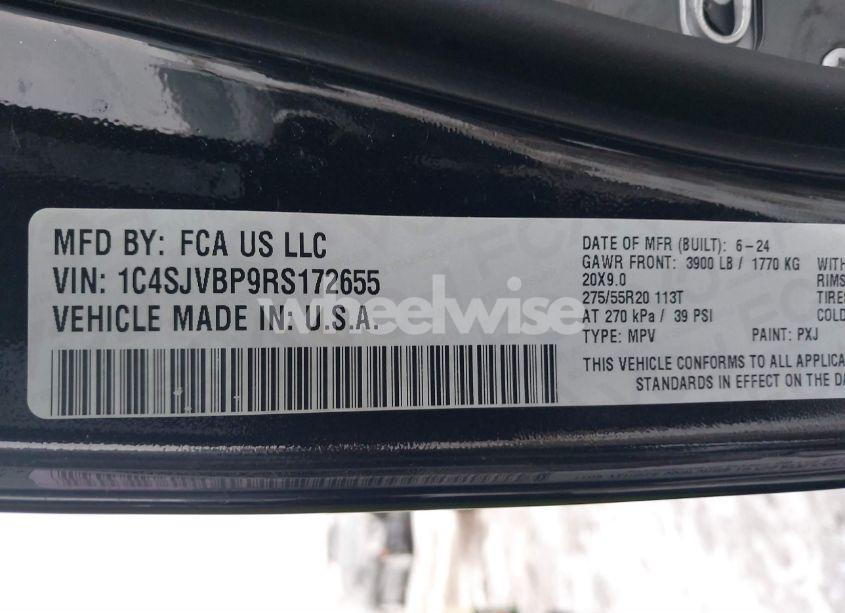 MFD BY: FCA US LLC
VIN: 1C4SJVBP9RS172655
VEHICLE MADE IN: U.S.A.
DATE OF MFR (BUILT): 6-24
GAWR FRONT: 3900 LB / 1770 KG WITH
20X9.0 RIMS
275/55R20 113T TIRES
AT 270 kPa / 39 PSI COLD
TYPE: MPV PAINT: PXJ
THIS VEHICLE CONFORMS TO ALL APPLICA
STANDARDS IN EFFECT ON THE DA
wheelwise